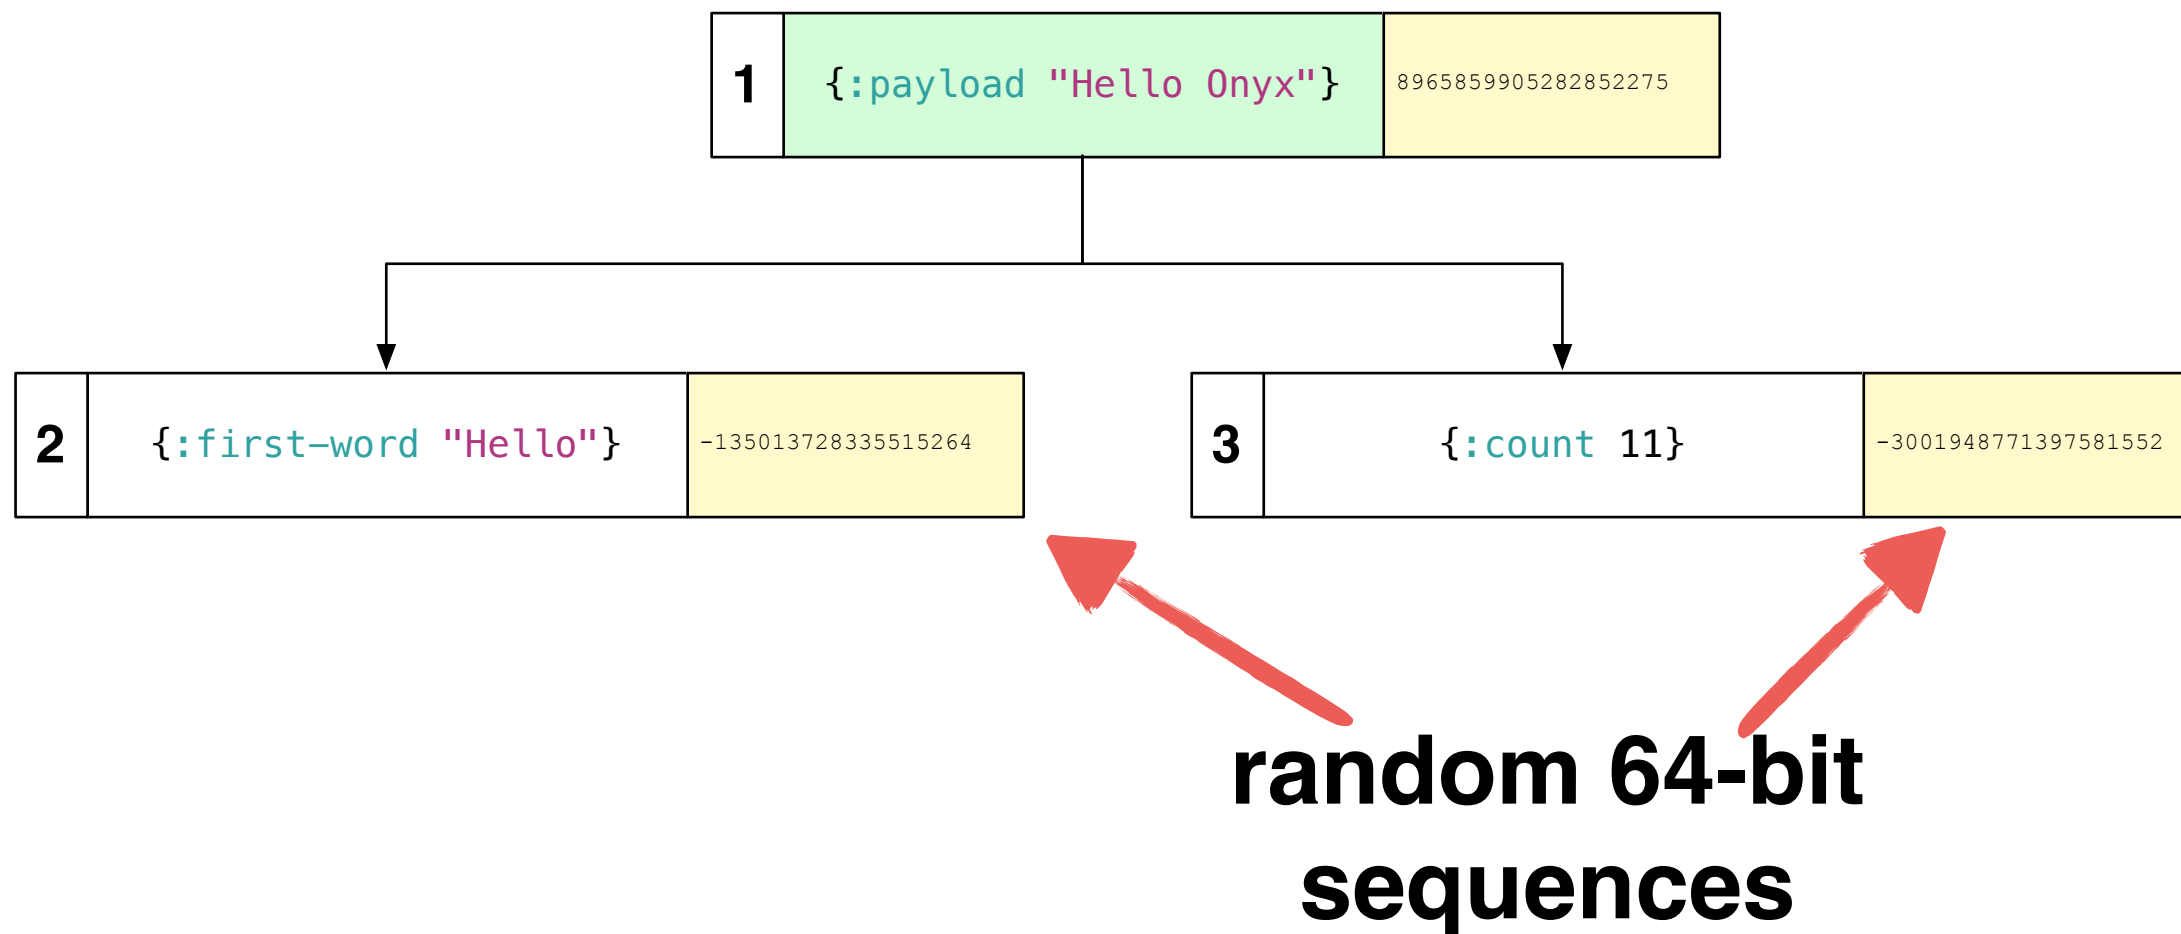 1 {:payload "Hello Onyx"} 8965859905282852275
2 {:first-word "Hello"} -135013728335515264
3 {:count 11} -3001948771397581552
random 64-bit
sequences